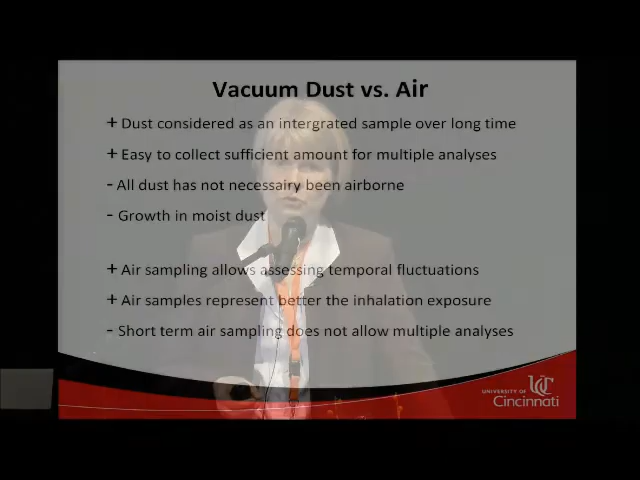 Vacuum Dust vs. Air
+ Dust considered as an intergrated sample over long time
+ Easy to collect sufficient amount for multiple analyses
- All dust has not necessairy been airborne
- Growth in moist dust
+ Air sampling allows assessing temporal fluctuations
+ Air samples represent better the inhalation exposure
- Short term air sampling does not allow multiple analyses
UNIVERSITY OF
UC
Cincinnati